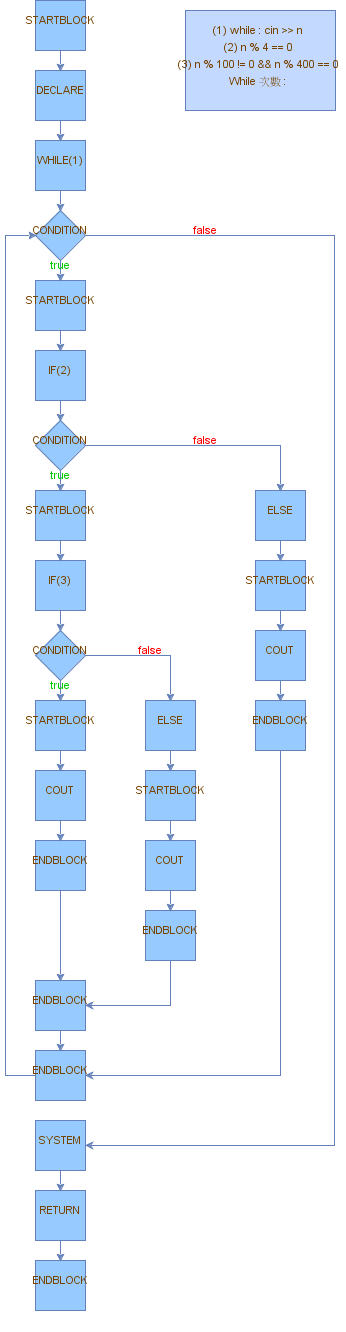 STARTBLOCK
(1) while : cin >> n
(2) n % 4 == 0
(3) n % 100 != 0 && n % 400 == 0
While 次數 :
DECLARE
WHILE(1)
CONDITION
false
true
STARTBLOCK
IF(2)
CONDITION
false
true
STARTBLOCK
ELSE
IF(3)
STARTBLOCK
CONDITION
false
COUT
true
STARTBLOCK
ELSE
ENDBLOCK
COUT
STARTBLOCK
ENDBLOCK
COUT
ENDBLOCK
ENDBLOCK
ENDBLOCK
SYSTEM
RETURN
ENDBLOCK